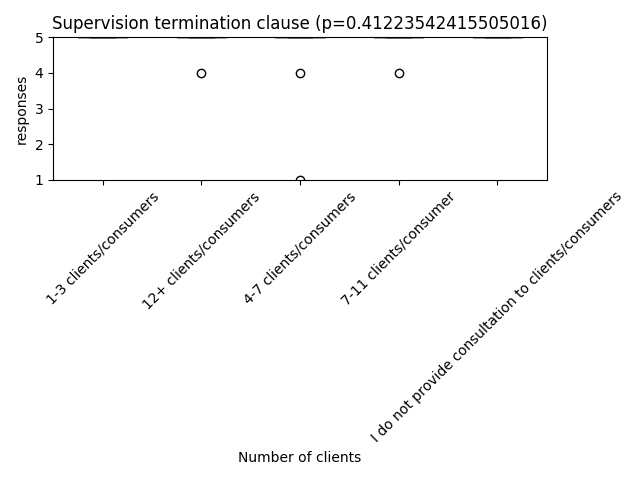 Supervision termination clause (p=0.41223542415505016)
responses
5
4
3
2
1
1-3 clients/consumers
12+ clients/consumers
4-7 clients/consumers
7-11 clients/consumer
I do not provide consultation to clients/consumers
Number of clients